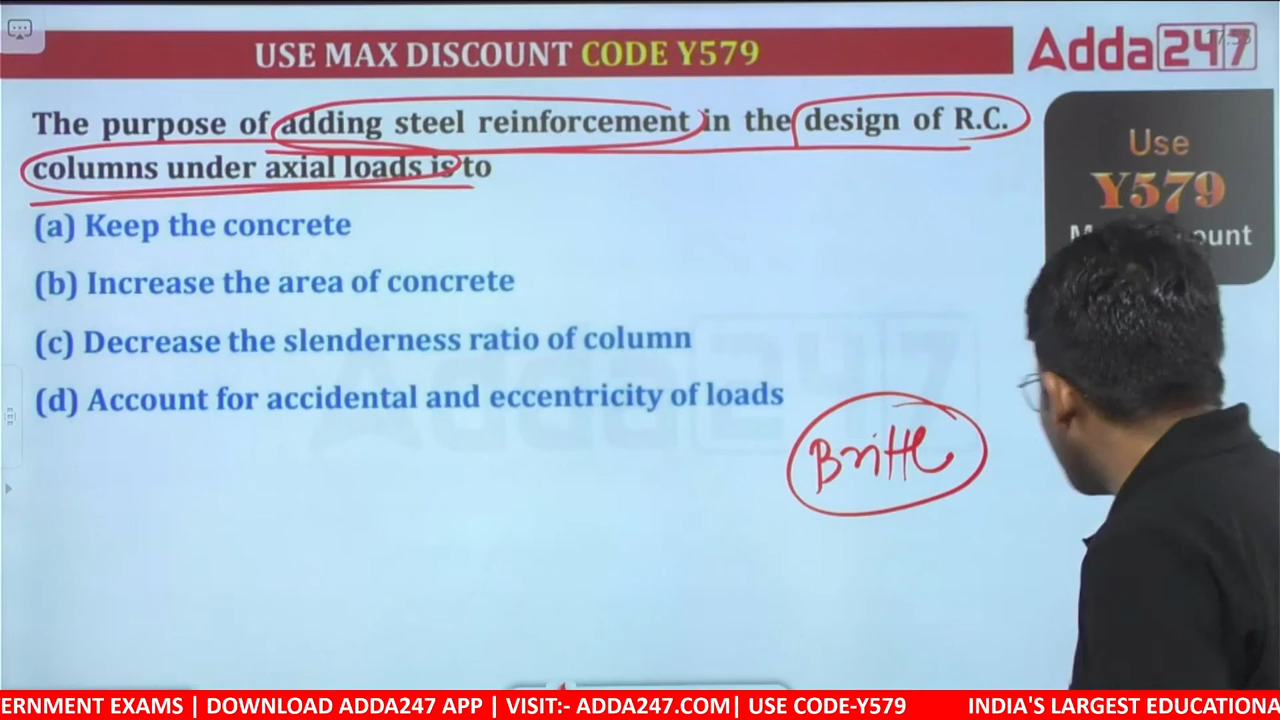 USE MAX DISCOUNT CODE Y579
Adda247
The purpose of adding steel reinforcement in the design of R.C.
columns under axial loads is to
(a) Keep the concrete
(b) Increase the area of concrete
(c) Decrease the slenderness ratio of column
(d) Account for accidental and eccentricity of loads
Use
Y579
ount
Brittle
ERNMENT EXAMS | DOWNLOAD ADDA247 APP | VISIT:- ADDA247.COM| USE CODE-Y579 INDIA'S LARGEST EDUCATIONA